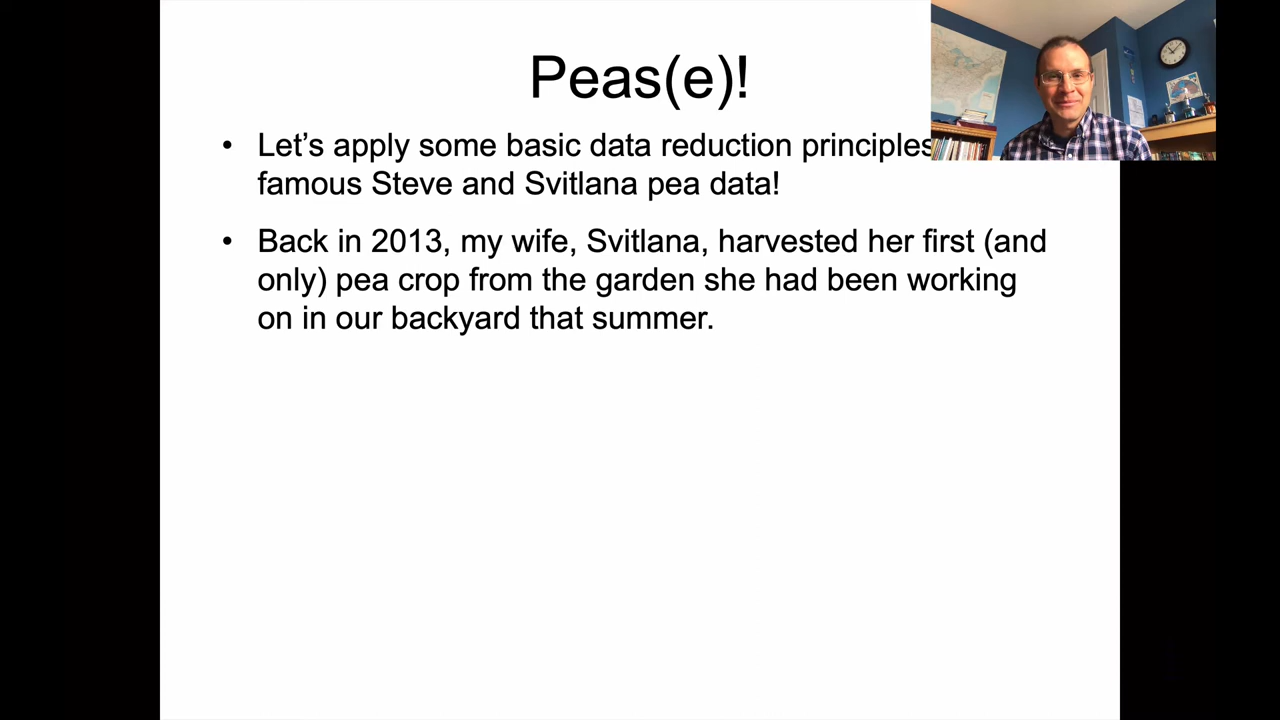 Peas(e)!
• Let’s apply some basic data reduction principles
famous Steve and Svitlana pea data!
• Back in 2013, my wife, Svitlana, harvested her first (and
only) pea crop from the garden she had been working
on in our backyard that summer.